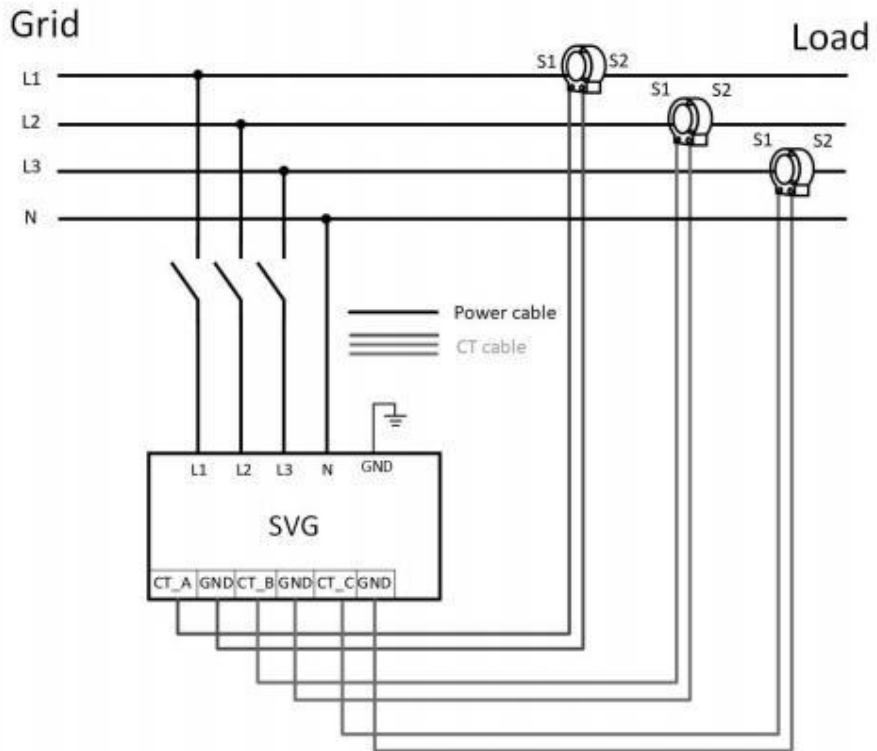 Grid
Load
L1
S1 S2
L2
S1 S2
L3
S1 S2
N
Power cable
CT cable
L1 L2 L3 N GND
SVG
CT_A GND CT_B GND CT_C GND